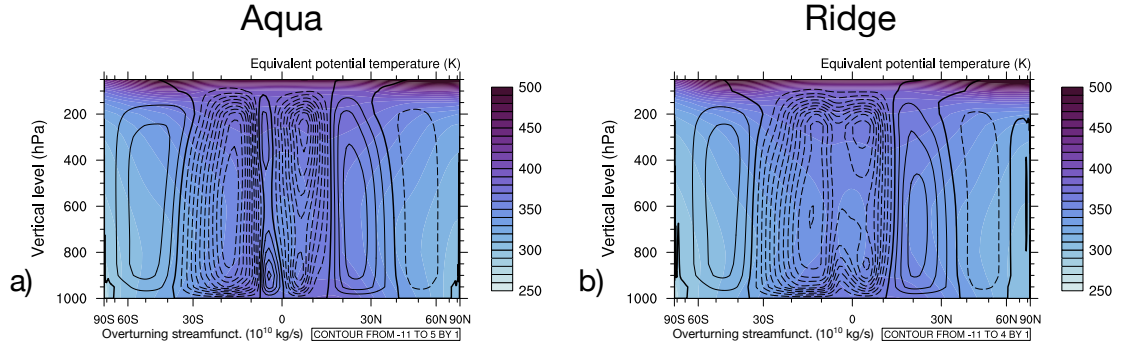 Aqua
Ridge
Equivalent potential temperature (K)
Vertical level (hPa)
200
400
600
800
1000
90S 60S 30S 0 30N 60N 90N
Overturning streamfunct. (10¹⁰ kg/s) CONTOUR FROM -11 TO 5 BY 1
500
450
400
350
300
250
a)
Equivalent potential temperature (K)
Vertical level (hPa)
200
400
600
800
1000
90S 60S 30S 0 30N 60N 90N
Overturning streamfunct. (10¹⁰ kg/s) CONTOUR FROM -11 TO 4 BY 1
500
450
400
350
300
250
b)